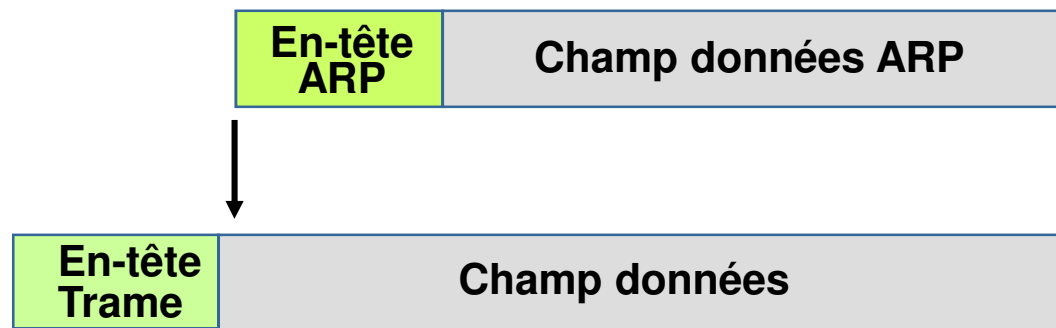 En-tête
ARP
Champ données ARP
En-tête
Trame
Champ données